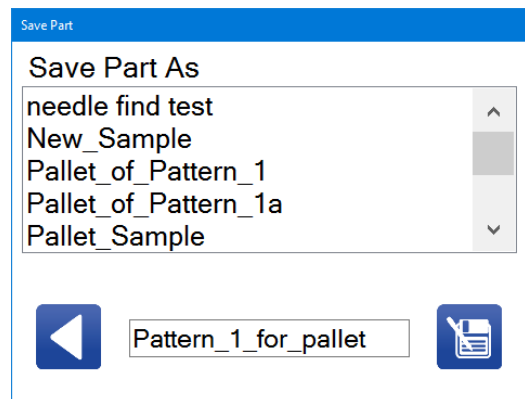 Save Part
Save Part As
needle find test
New_Sample
Pallet_of_Pattern_1
Pallet_of_Pattern_1a
Pallet_Sample
Pattern_1_for_pallet